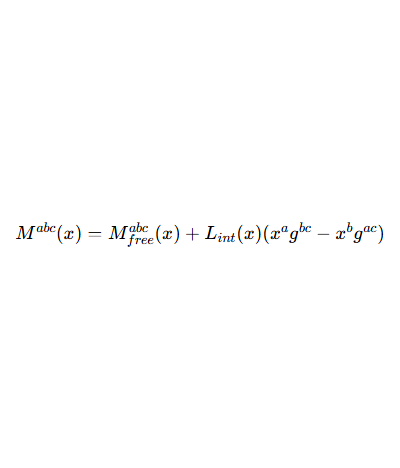 M^{abc}(x) = M^{abc}_{free}(x) + L_{int}(x)(x^a g^{bc} − x^b g^{ac})